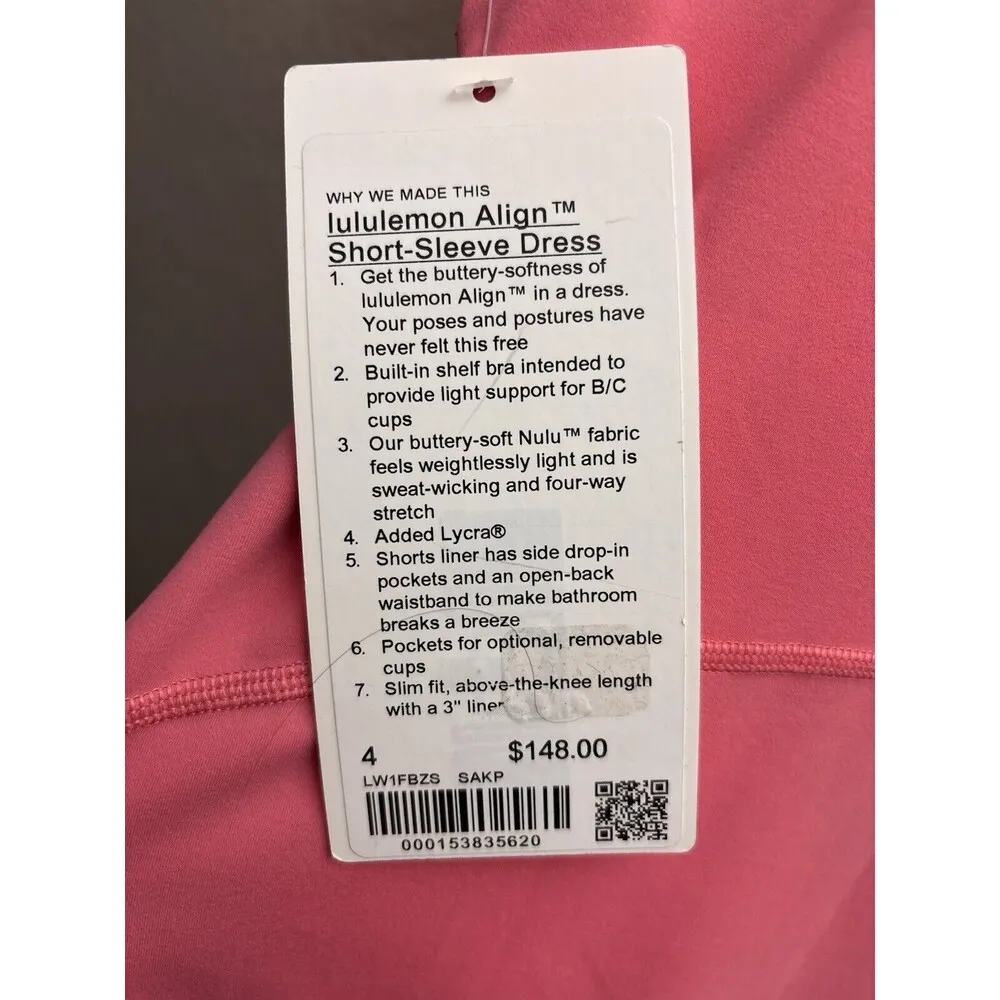 WHY WE MADE THIS
lululemon Align™
Short-Sleeve Dress
1. Get the buttery-softness of
lululemon Align™ in a dress.
Your poses and postures have
never felt this free
2. Built-in shelf bra intended to
provide light support for B/C
cups
3. Our buttery-soft Nulu™ fabric
feels weightlessly light and is
sweat-wicking and four-way
stretch
4. Added Lycra®
5. Shorts liner has side drop-in
pockets and an open-back
waistband to make bathroom
breaks a breeze
6. Pockets for optional, removable
cups
7. Slim fit, above-the-knee length
with a 3" liner
4 $148.00
LW1FBZS SAKP
000153835620